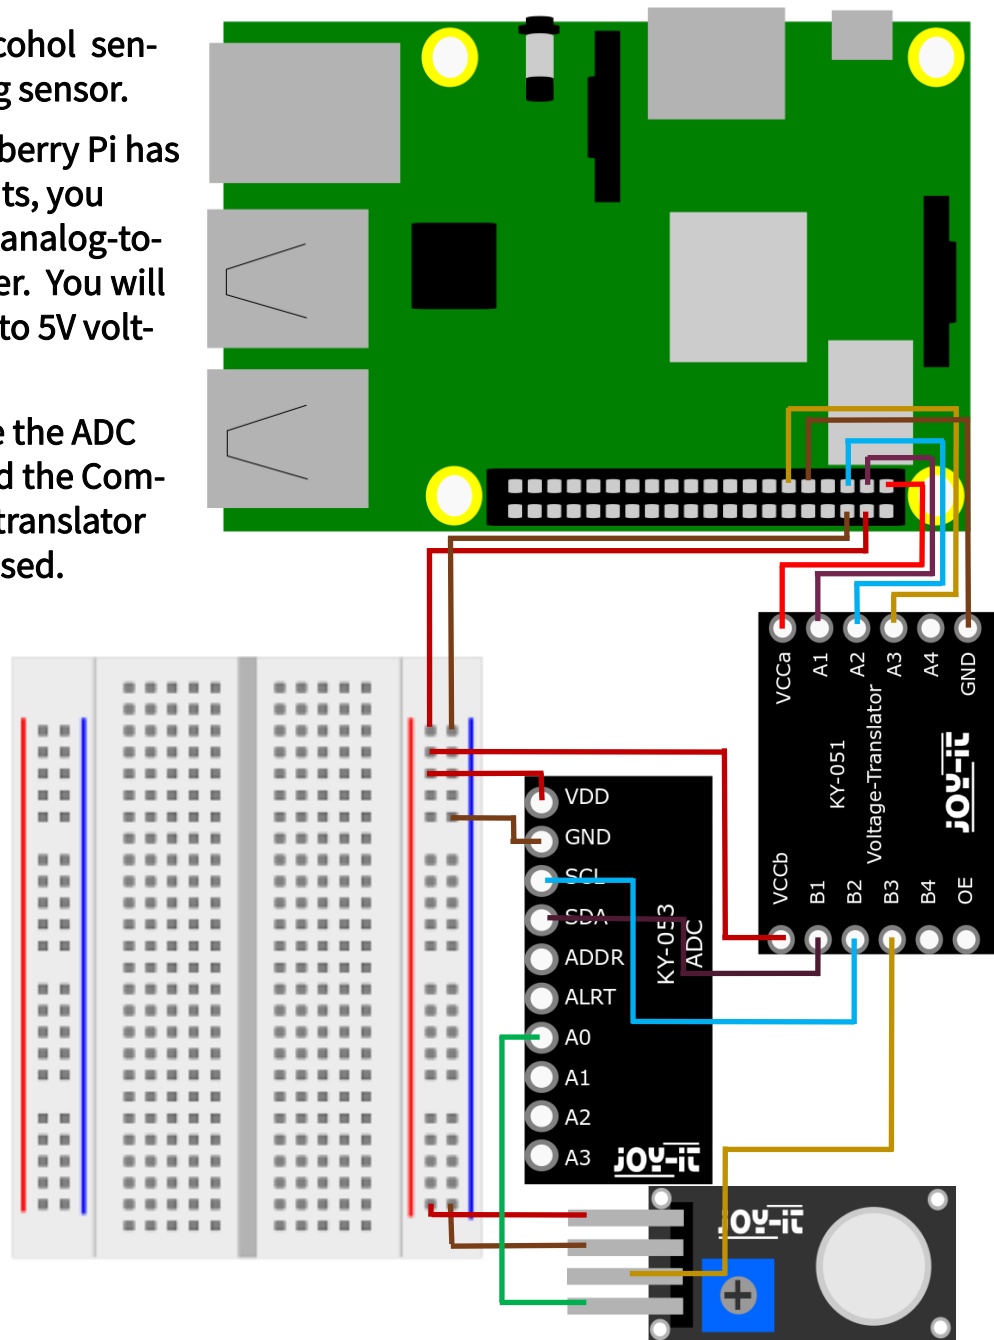 cohol sen-
g sensor.
berry Pi has
ts, you
analog-to-
er. You will
to 5V volt-
e the ADC
d the Com-
translator
sed.
VCCa
A1
A2
A3
A4
GND
KY-051
Voltage-Translator
JOY-iT
VCCb
B1
B2
B3
B4
OE
VDD
GND
SCL
SDA
ADDR
ALRT
A0
A1
A2
A3
KY-053
ADC
JOY-iT
JOY-iT